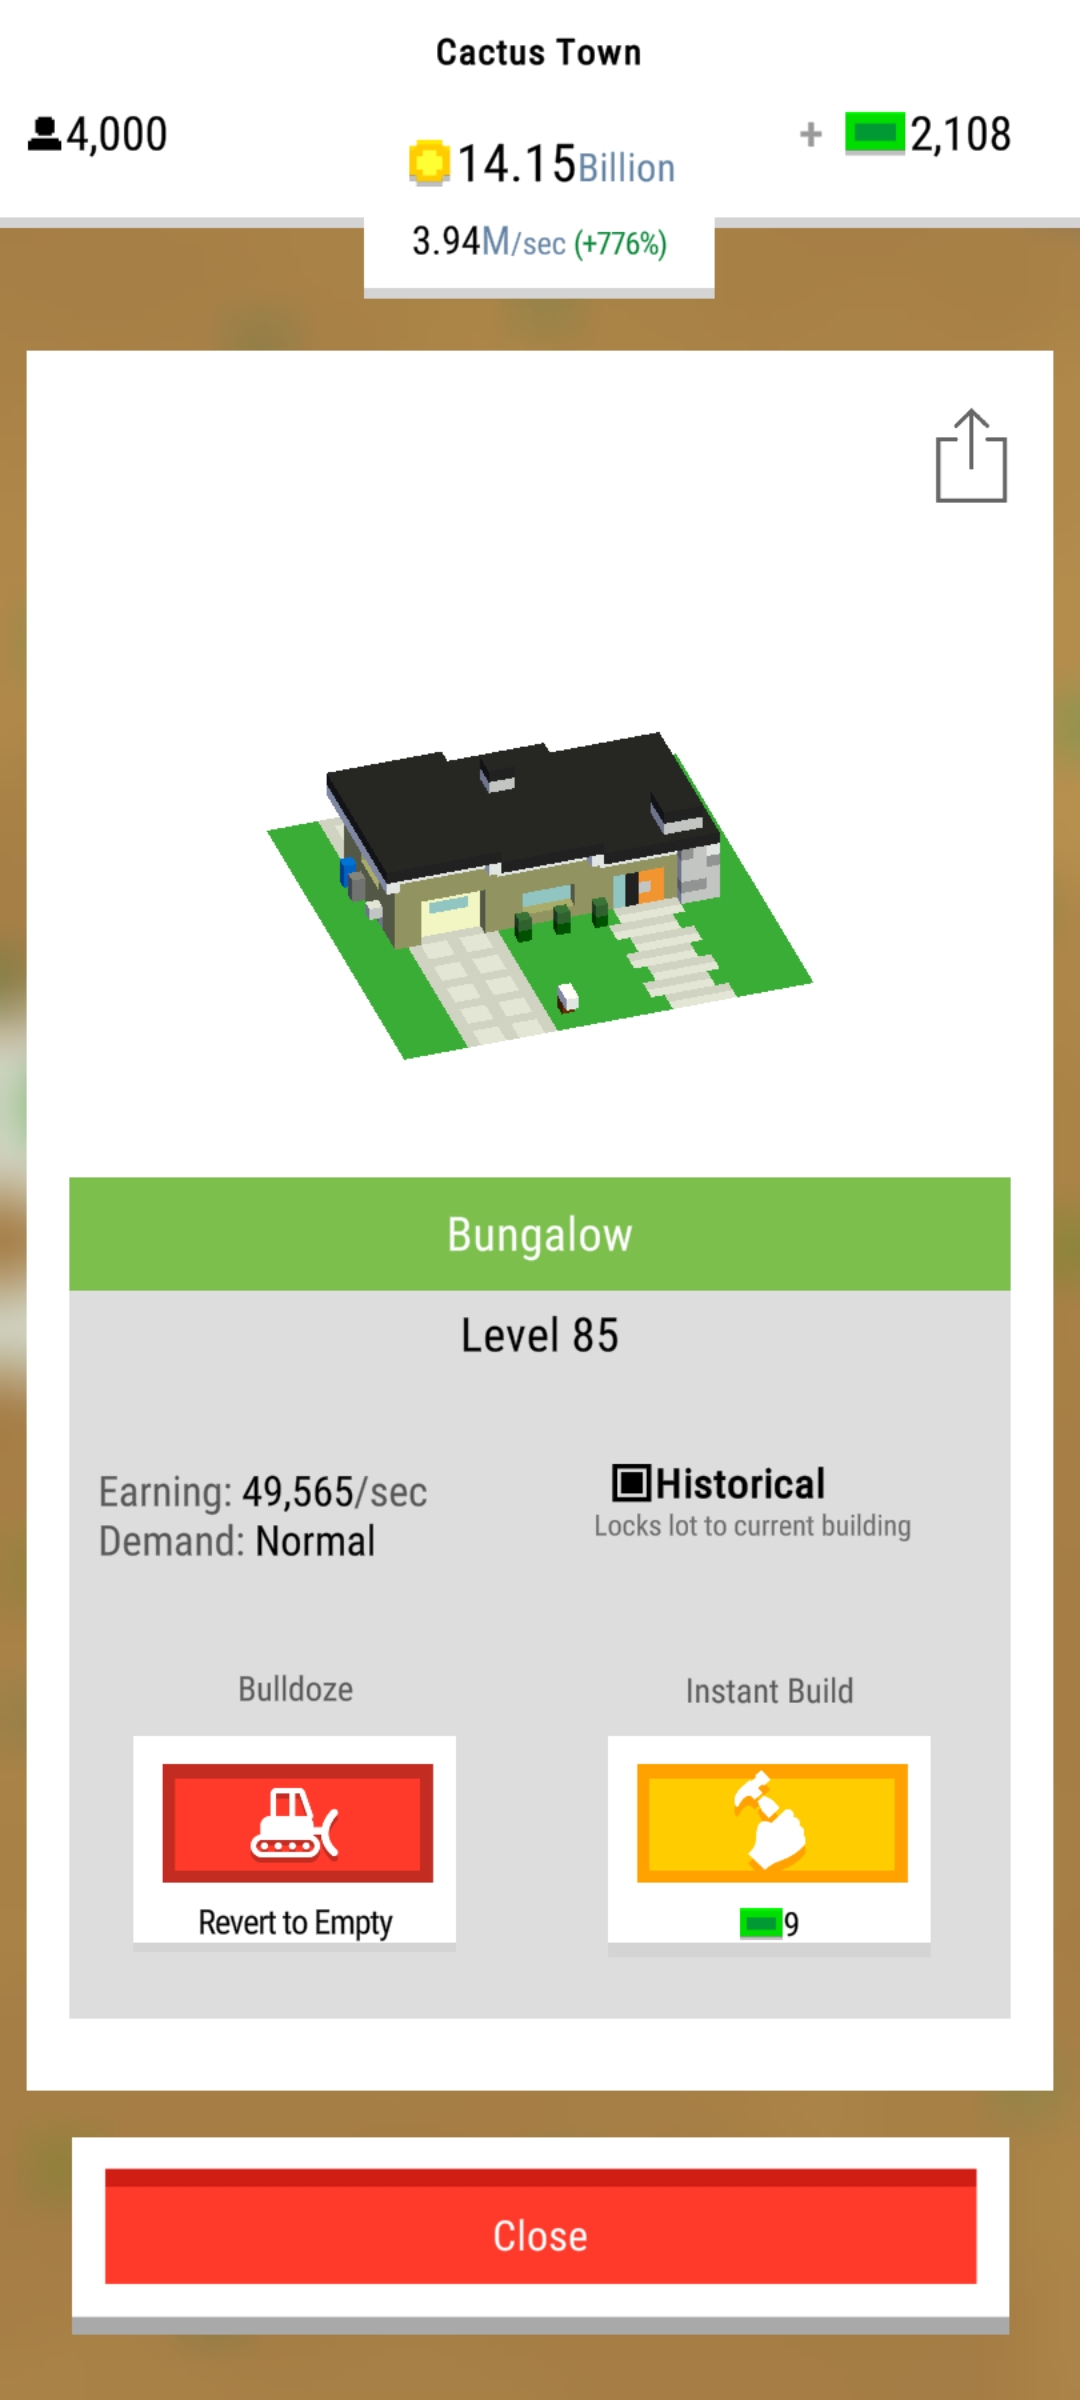 Cactus Town
4,000
14.15Billion
+ 2,108
3.94M/sec (+776%)
Bungalow
Level 85
Earning: 49,565/sec
Demand: Normal
Historical
Locks lot to current building
Bulldoze
Instant Build
Revert to Empty
9
Close